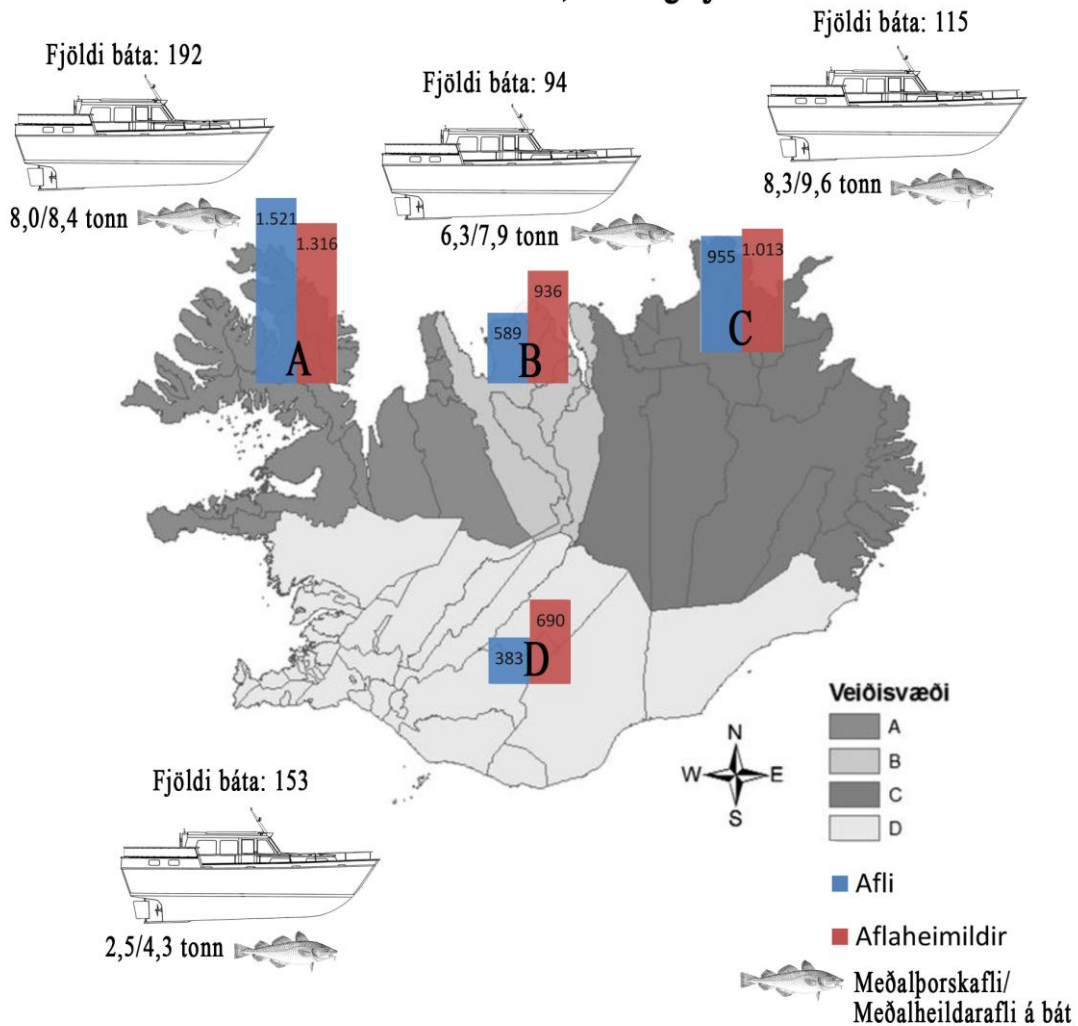 Fjöldi báta: 192
8,0/8,4 tonn
1.521
1.316
A
Fjöldi báta: 94
6,3/7,9 tonn
589
936
B
Fjöldi báta: 115
8,3/9,6 tonn
955
1.013
C
383
690
D
Fjöldi báta: 153
2,5/4,3 tonn
N
W
E
S
Veiðisvæði
A
B
C
D
Afli
Aflaheimildir
Meðalþorskafli/
Meðalheildarafli á bát